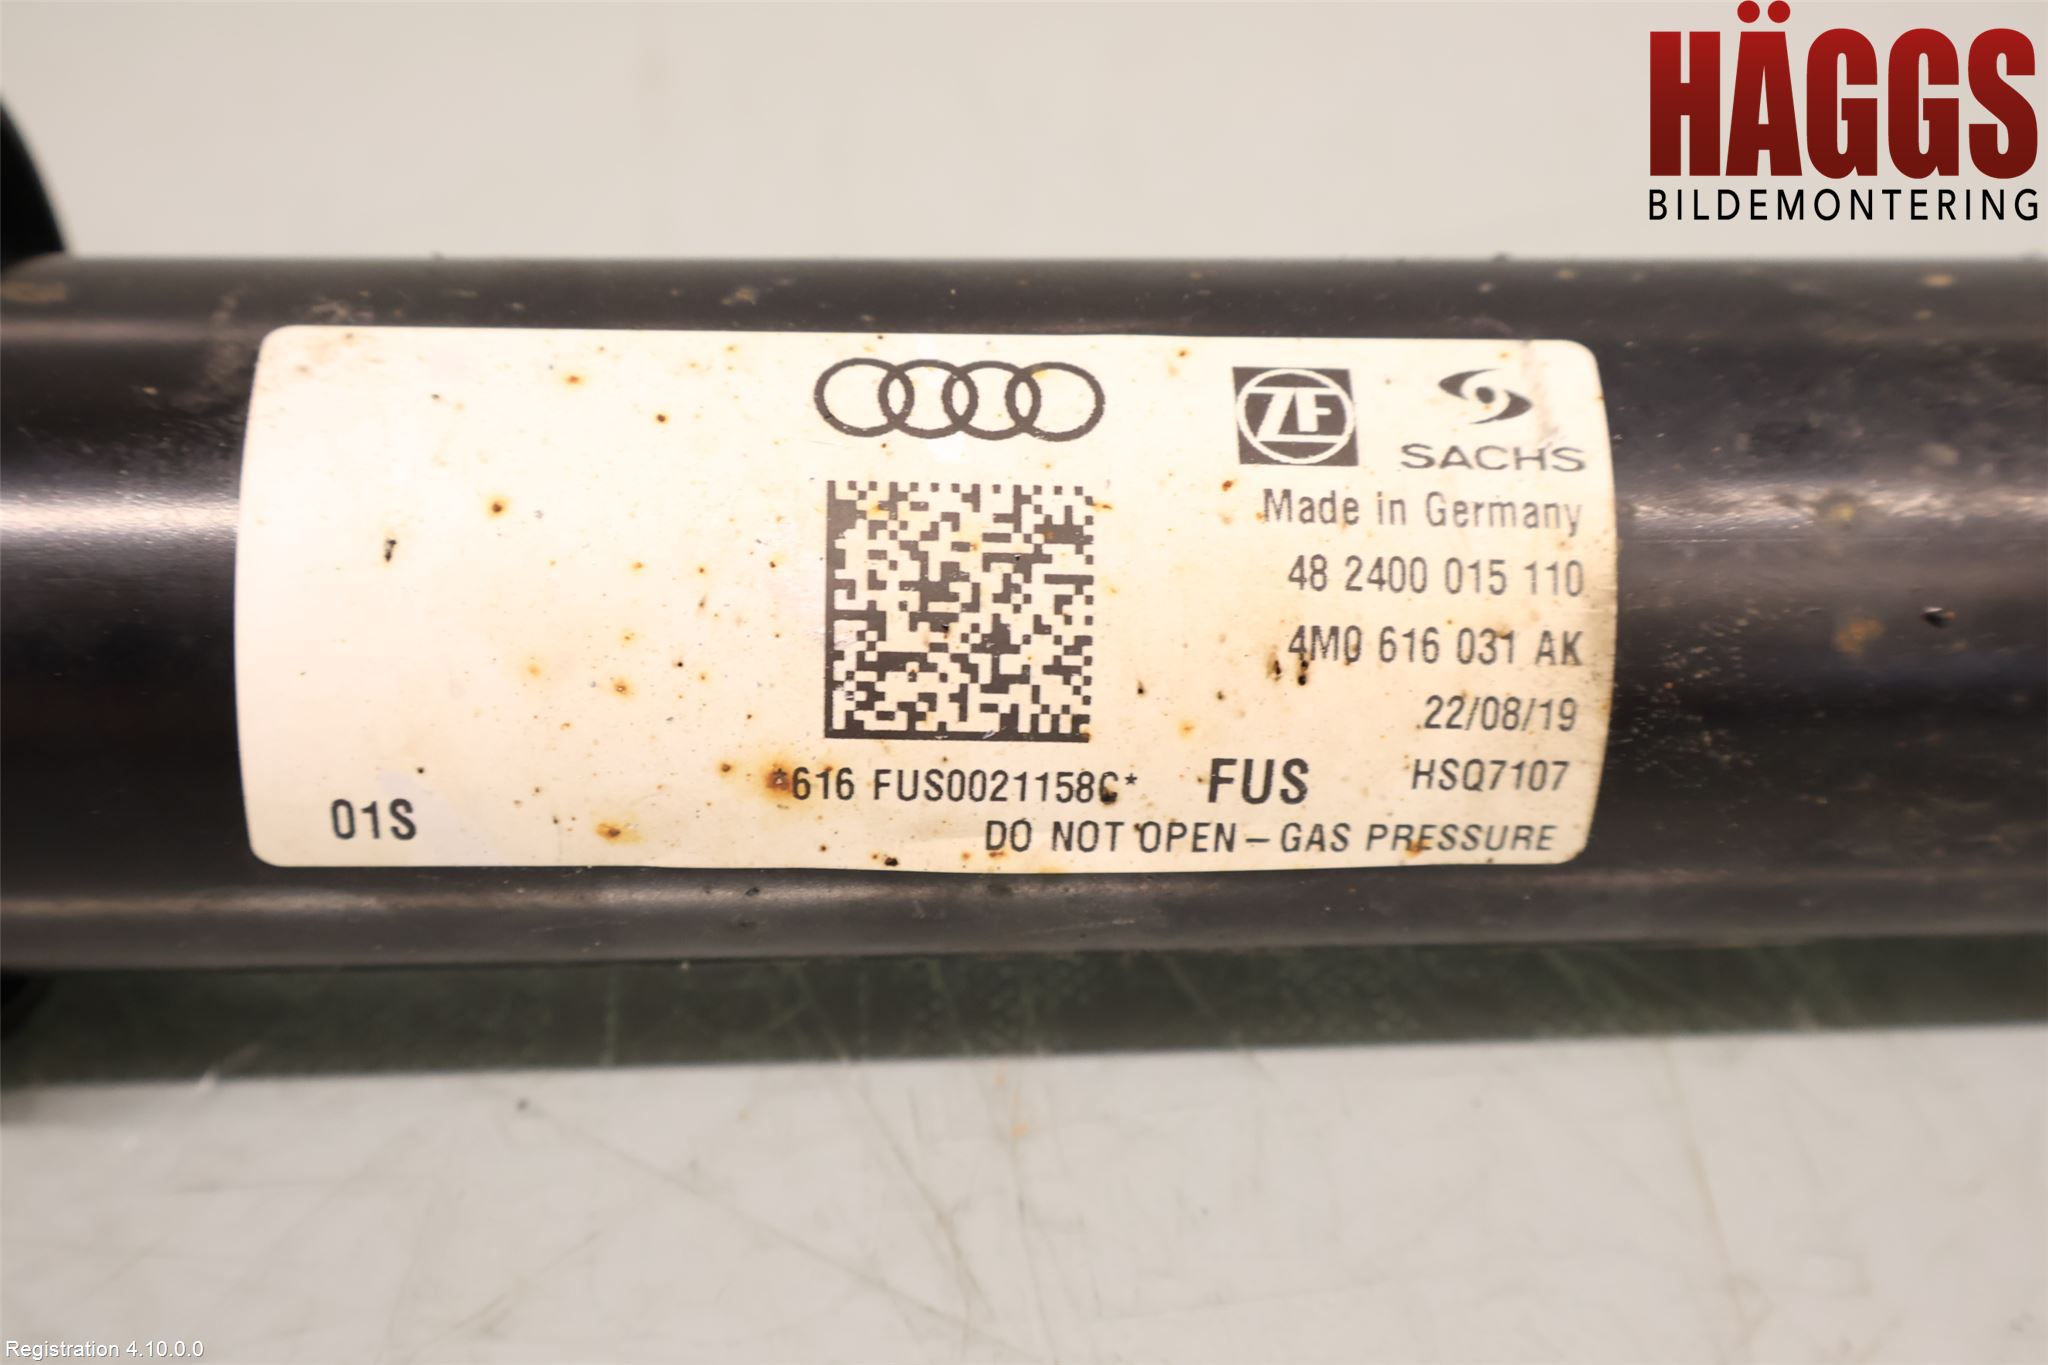 HÄGGS
BILDEMONTERING
ZF
SACHS
Made in Germany
48 2400 015 110
4M0 616 031 AK
22/08/19
*616 FUS0021158C* FUS HSQ7107
01S
DO NOT OPEN – GAS PRESSURE
Registration 4.10.0.0